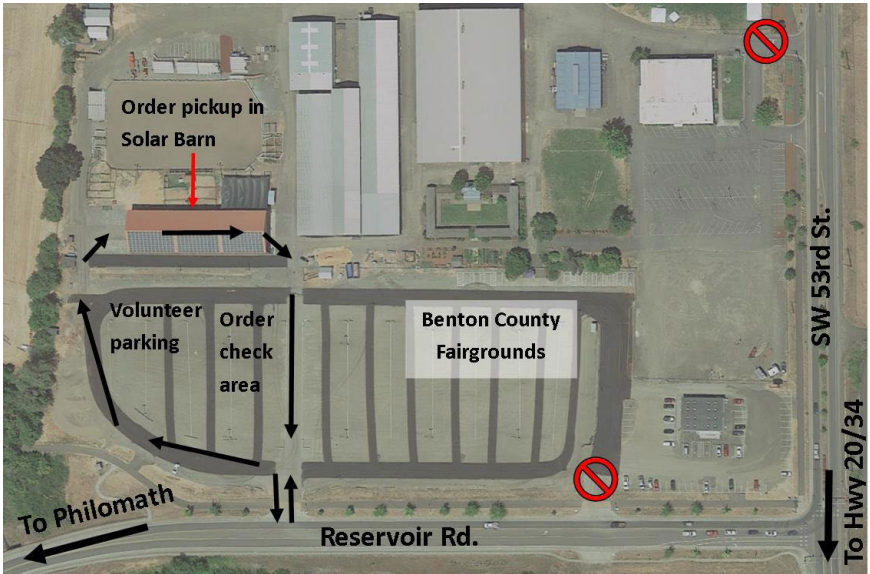 Order pickup in
Solar Barn
Volunteer
parking
Order
check
area
Benton County
Fairgrounds
SW 53rd St.
To Hwy 20/34
To Philomath
Reservoir Rd.